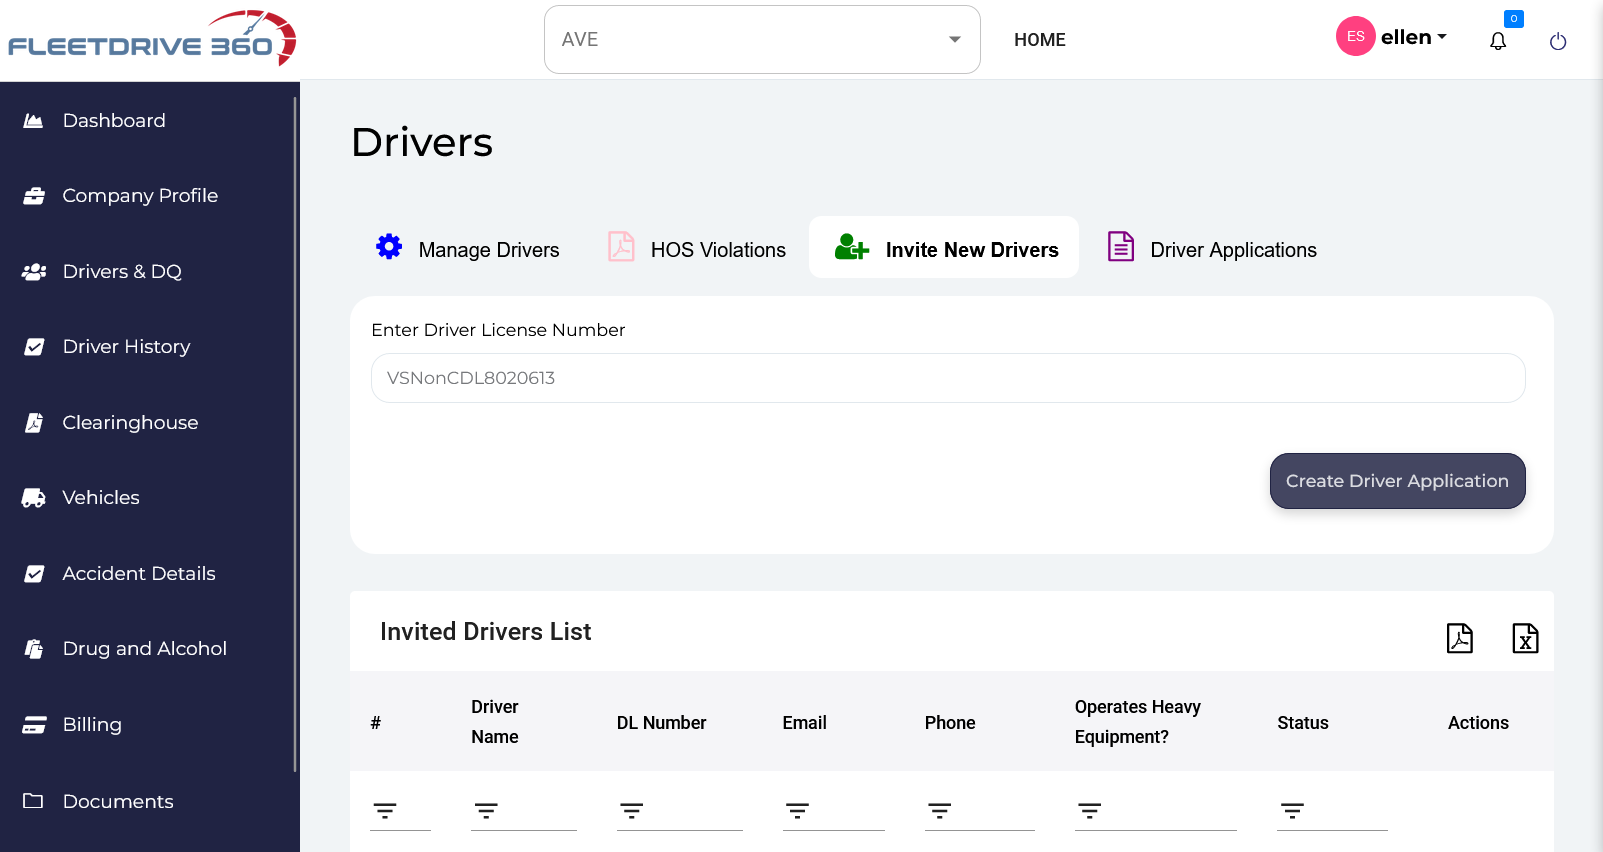 FLEETDRIVE 360
AVE
HOME
ES
ellen
0
Dashboard
Company Profile
Drivers & DQ
Driver History
Clearinghouse
Vehicles
Accident Details
Drug and Alcohol
Billing
Documents
Drivers
Manage Drivers
HOS Violations
Invite New Drivers
Driver Applications
Enter Driver License Number
VSNonCDL8020613
Create Driver Application
Invited Drivers List
#
Driver
Name
DL Number
Email
Phone
Operates Heavy
Equipment?
Status
Actions